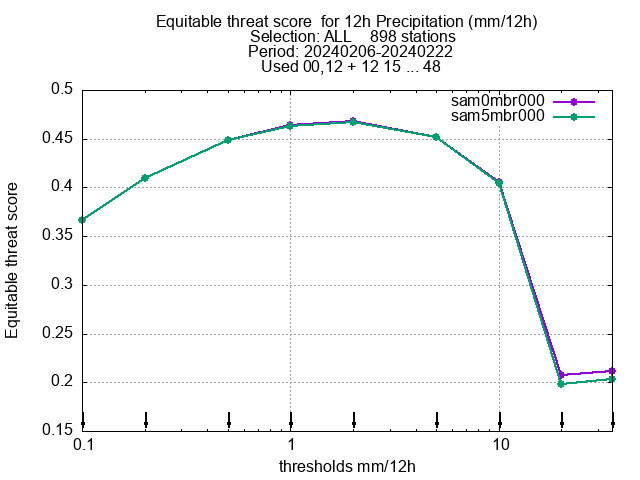 Equitable threat score  for 12h Precipitation (mm/12h)
Selection: ALL    898 stations
Period: 20240206-20240222
Used 00,12 + 12 15 ... 48
sam0mbr000
sam5mbr000
0.5
0.45
0.4
0.35
0.3
0.25
0.2
0.15
Equitable threat score
0.1 1 10
thresholds mm/12h